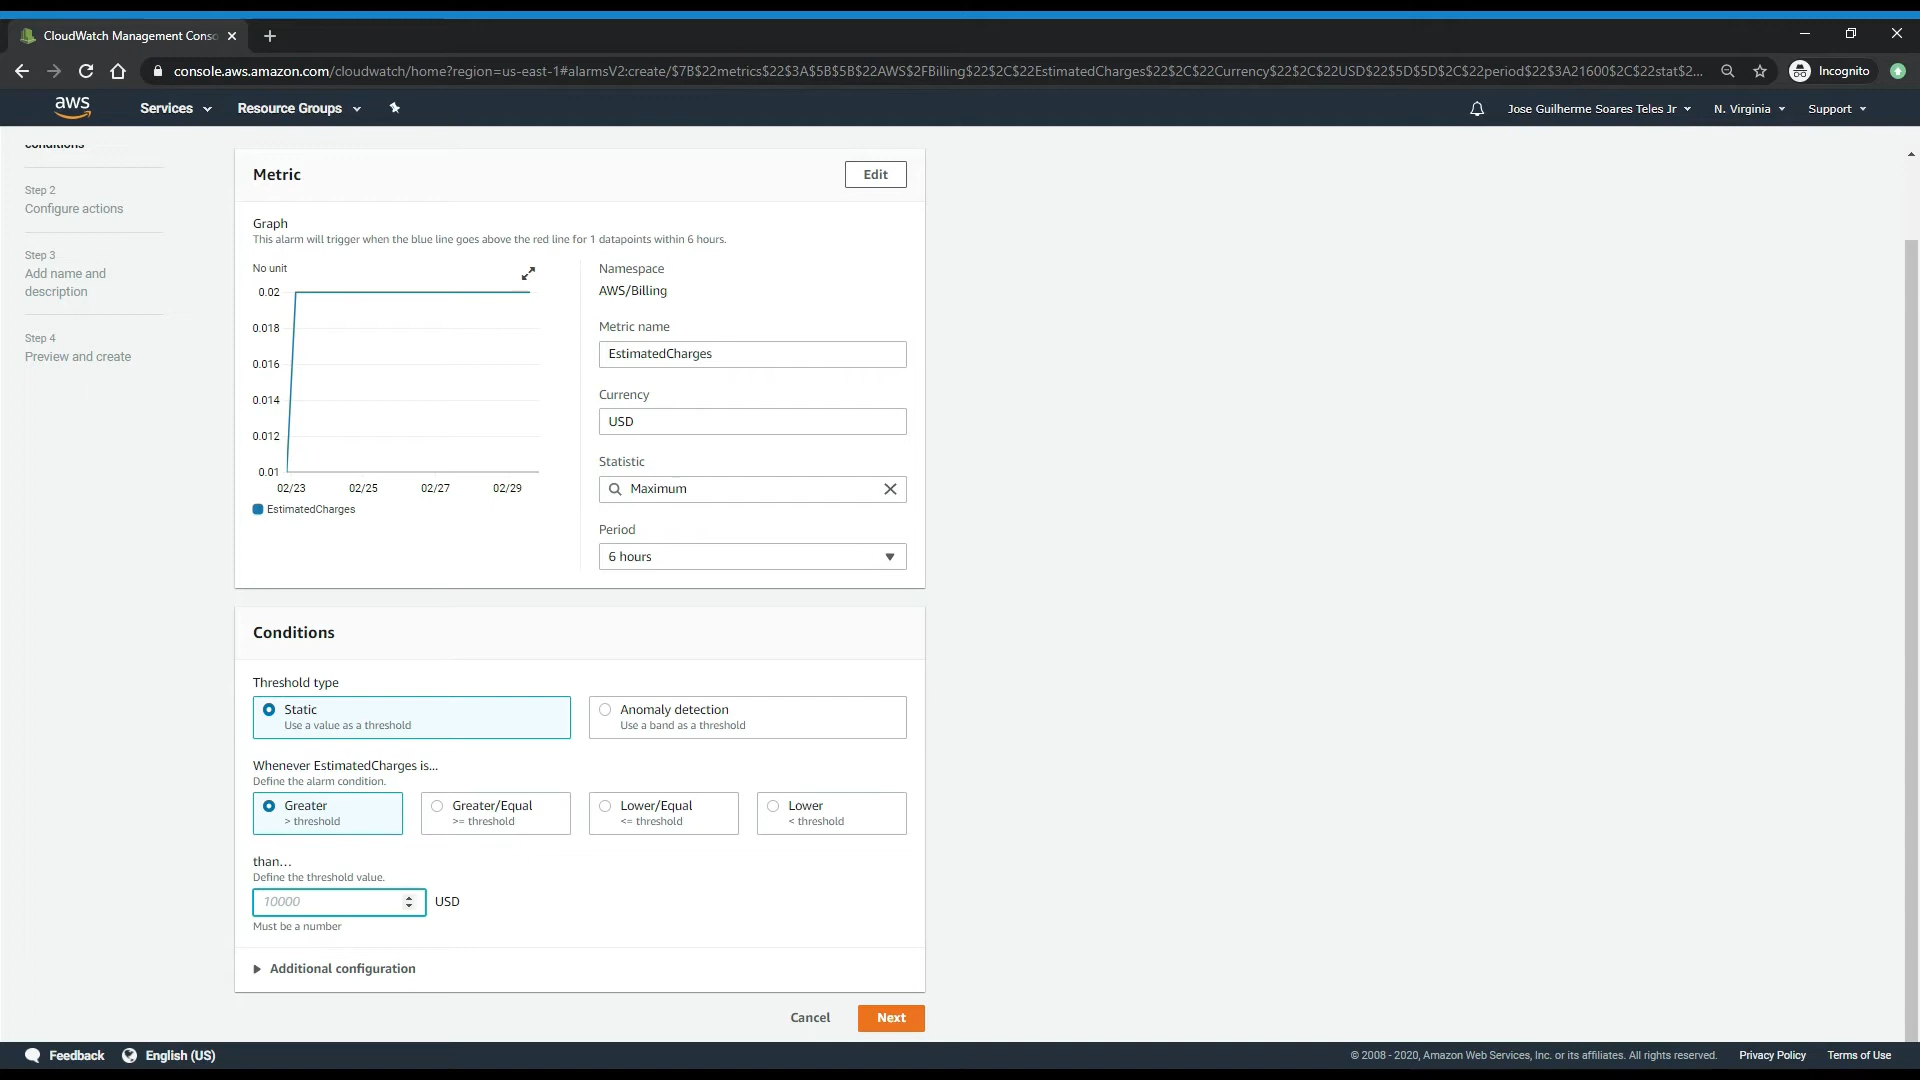 CloudWatch Management Conso
console.aws.amazon.com/cloudwatch/home?region=us-east-1#alarmsV2:create/$7B$22metrics$22$3A$5B$5B$22AWS$2FBilling$22$2C$22EstimatedCharges$22$2C$22Currency$22$2C$22USD$22$5D$5D$2C$22period$22$3A21600$2C$22stat$2...
Incognito
aws
Services
Resource Groups
Jose Guilherme Soares Teles Jr
N. Virginia
Support
conditions
Step 2
Configure actions
Step 3
Add name and
description
Step 4
Preview and create
Metric
Edit
Graph
This alarm will trigger when the blue line goes above the red line for 1 datapoints within 6 hours.
No unit
0.02
0.018
0.016
0.014
0.012
0.01
02/23
02/25
02/27
02/29
EstimatedCharges
Namespace
AWS/Billing
Metric name
EstimatedCharges
Currency
USD
Statistic
Maximum
Period
6 hours
Conditions
Threshold type
Static
Use a value as a threshold
Anomaly detection
Use a band as a threshold
Whenever EstimatedCharges is...
Define the alarm condition.
Greater
> threshold
Greater/Equal
>= threshold
Lower/Equal
<= threshold
Lower
< threshold
than...
Define the threshold value.
10000
USD
Must be a number
Additional configuration
Cancel
Next
Feedback
English (US)
© 2008 - 2020, Amazon Web Services, Inc. or its affiliates. All rights reserved.
Privacy Policy
Terms of Use